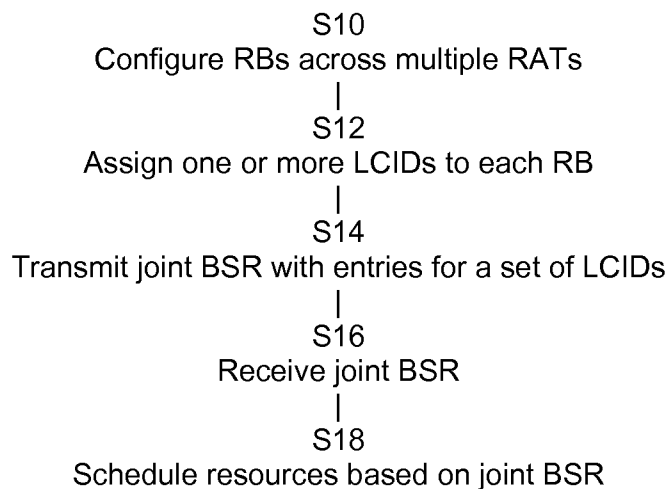 S10
Configure RBs across multiple RATs
S12
Assign one or more LCIDs to each RB
S14
Transmit joint BSR with entries for a set of LCIDs
S16
Receive joint BSR
S18
Schedule resources based on joint BSR